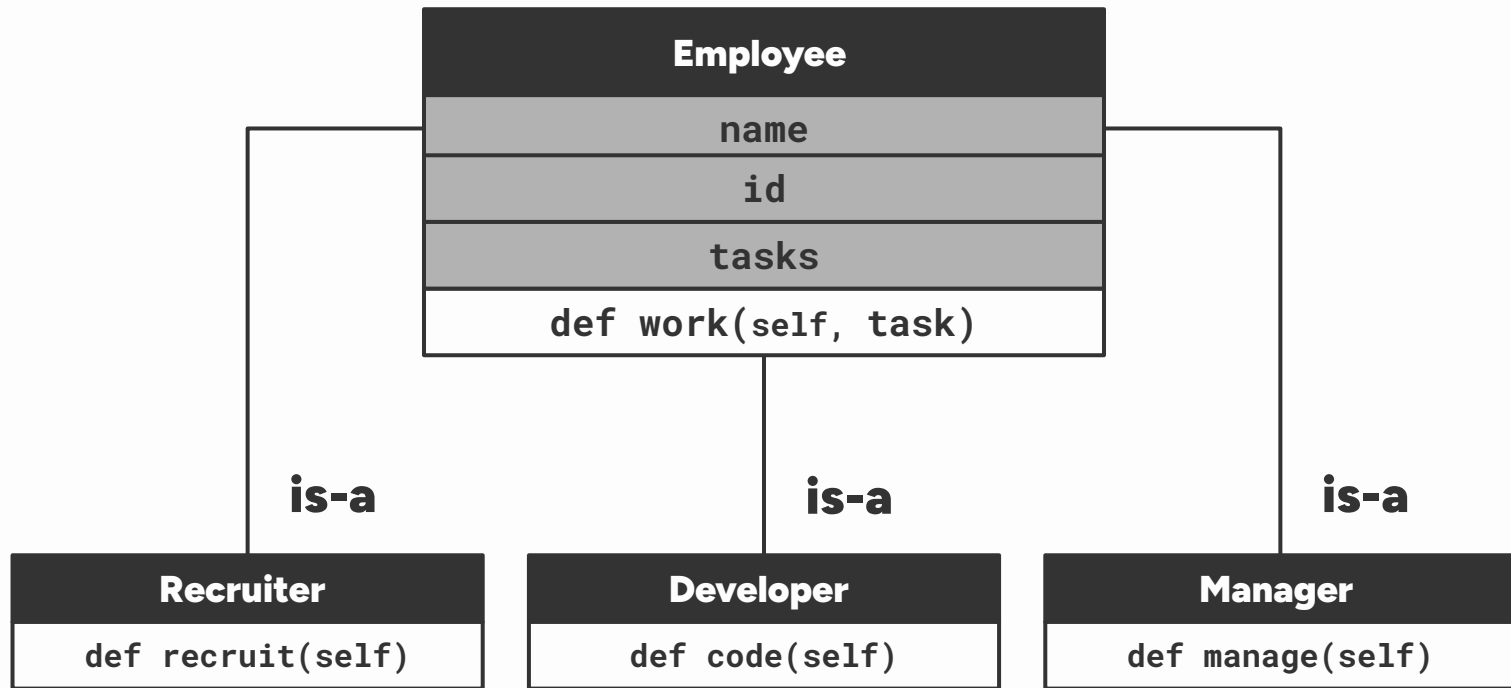 Employee
name
id
tasks
def work(self, task)
is-a
is-a
is-a
Recruiter
def recruit(self)
Developer
def code(self)
Manager
def manage(self)